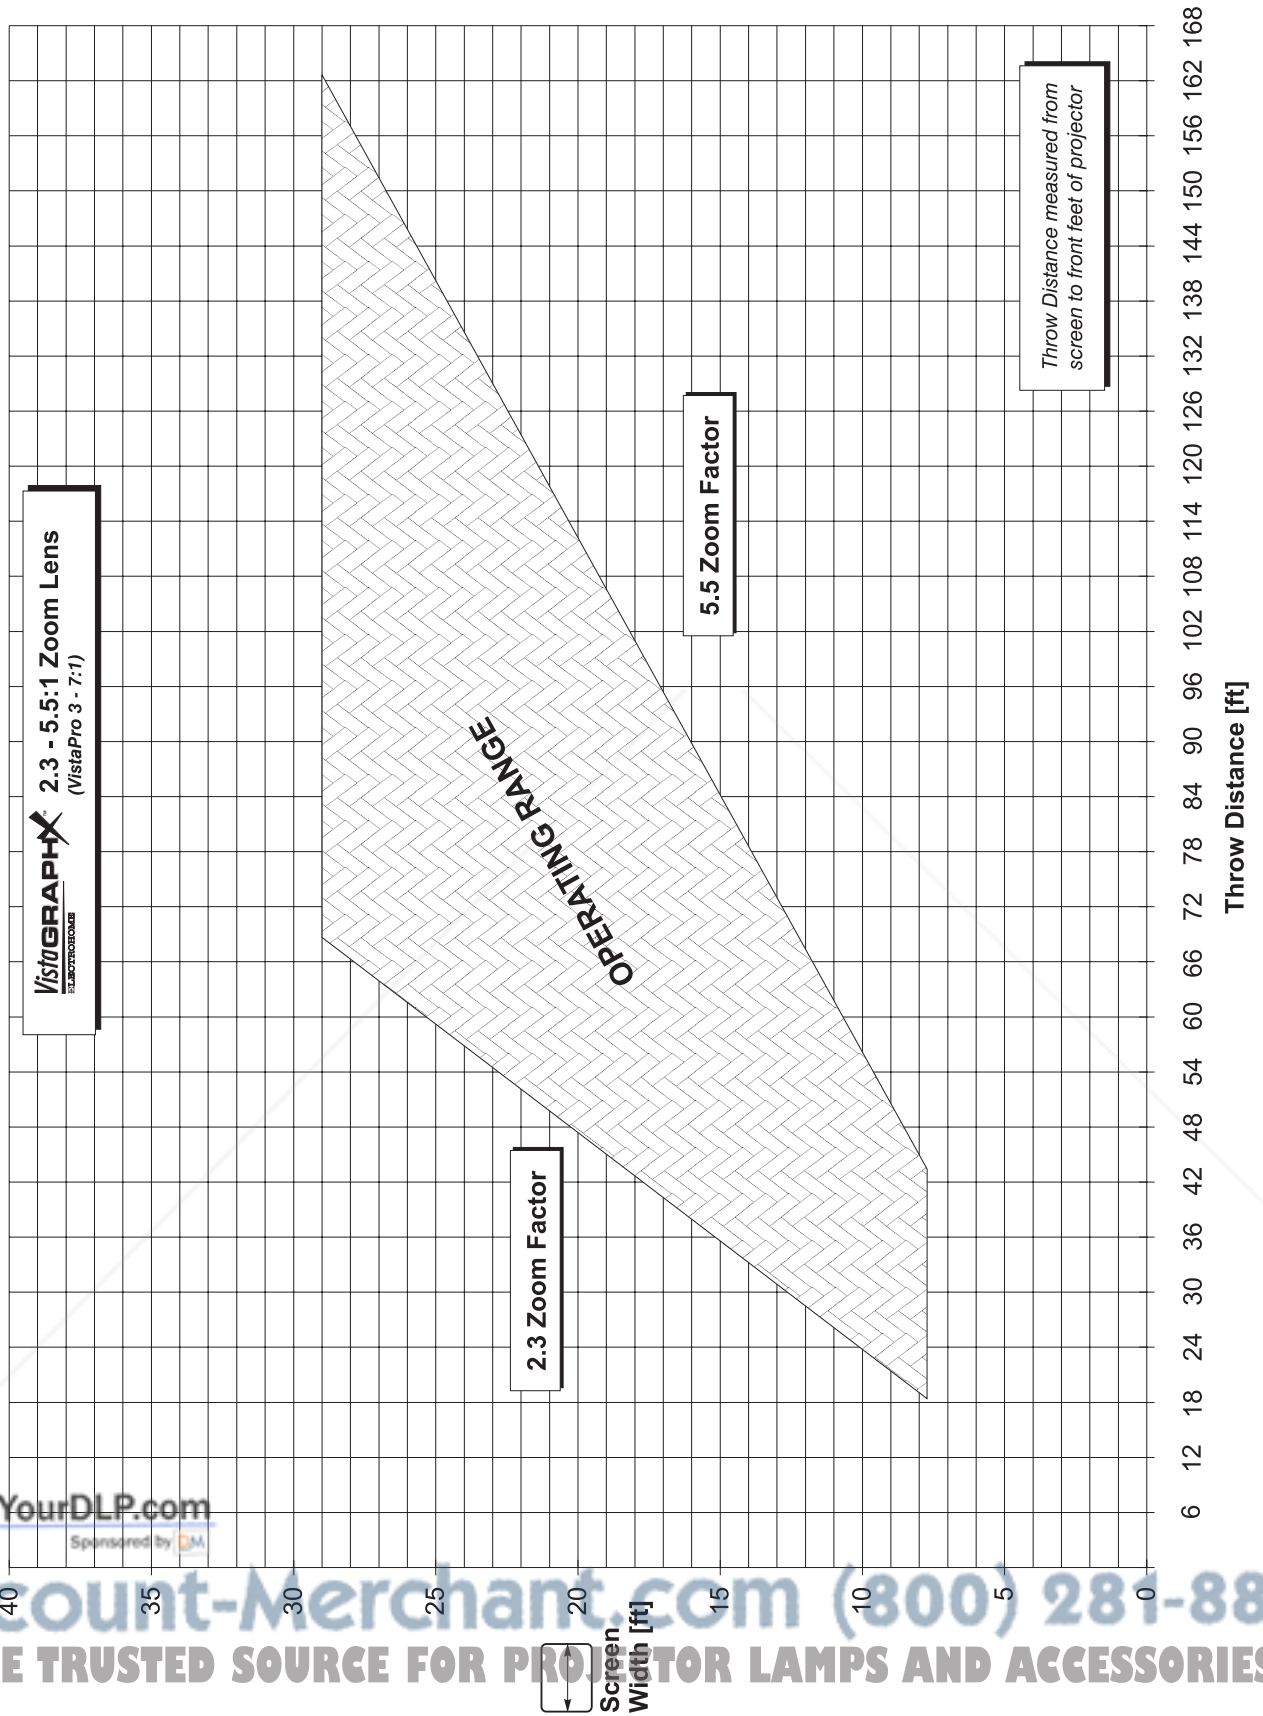 VistaGRAPHX™ 2.3 - 5.5:1 Zoom Lens
ELECTROHOME
(VistaPro 3 - 7:1)
2.3 Zoom Factor
OPERATING RANGE
5.5 Zoom Factor
Throw Distance measured from
screen to front feet of projector
40
35
30
25
20
15
10
5
0
Screen
Width [ft]
6 12 18 24 30 36 42 48 54 60 66 72 78 84 90 96 102 108 114 120 126 132 138 144 150 156 162 168
Throw Distance [ft]
YourDLP.com
Sponsored by DM
count-Merchant.com (800) 281-88
E TRUSTED SOURCE FOR PROJECTOR LAMPS AND ACCESSORIES